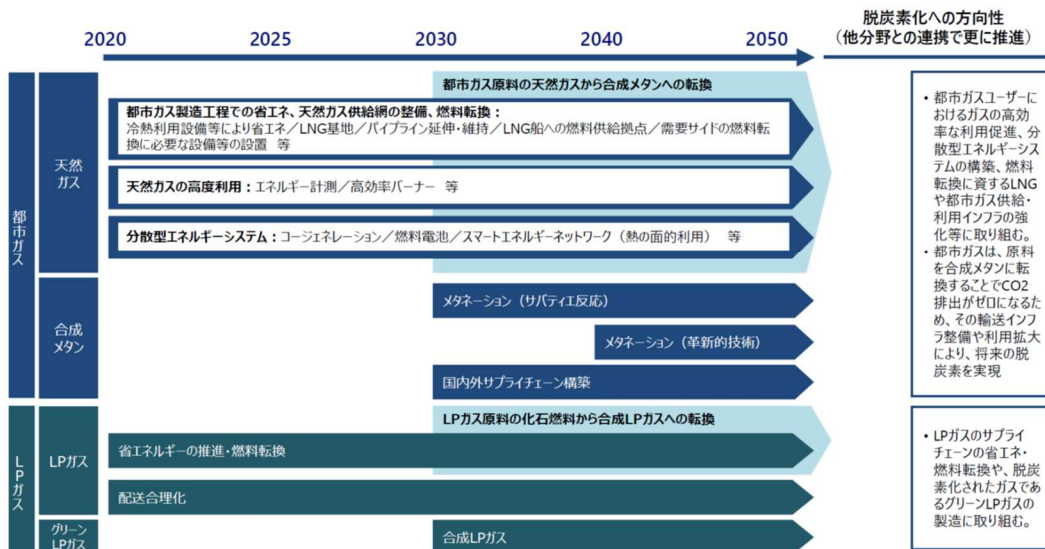 脱炭素化への方向性
(他分野との連携で更に推進)
2020
2025
2030
2040
2050
都市ガス
天然
ガス
都市ガス原料の天然ガスから合成メタンへの転換
都市ガス製造工程での省エネ、天然ガス供給網の整備、燃料転換：
冷熱利用設備等により省エネ／LNG基地／パイプライン延伸・維持／LNG船への燃料供給拠点／需要サイドの燃料転
換に必要な設備等の設置 等
天然ガスの高度利用：エネルギー計測／高効率バーナー 等
分散型エネルギーシステム：コージェネレーション／燃料電池／スマートエネルギーネットワーク（熱の面的利用） 等
合成
メタン
メタネーション（サバティエ反応）
メタネーション（革新的技術）
国内外サプライチェーン構築
・都市ガスユーザーに
おけるガスの高効
率な利用促進、分
散型エネルギーシス
テムの構築、燃料
転換に資するLNG
や都市ガス供給・
利用インフラの強
化等に取り組む。
・都市ガスは、原料
を合成メタンに転
換することでCO2
排出がゼロになるた
め、その輸送インフ
ラ整備や利用拡大
により、将来の脱
炭素を実現
LPガス
LPガス
LPガス原料の化石燃料から合成LPガスへの転換
省エネルギーの推進・燃料転換
配送合理化
グリーン
LPガス
合成LPガス
・LPガスのサプライ
チェーンの省エネ・
燃料転換や、脱炭
素化されたガスであ
るグリーンLPガスの
製造に取り組む。